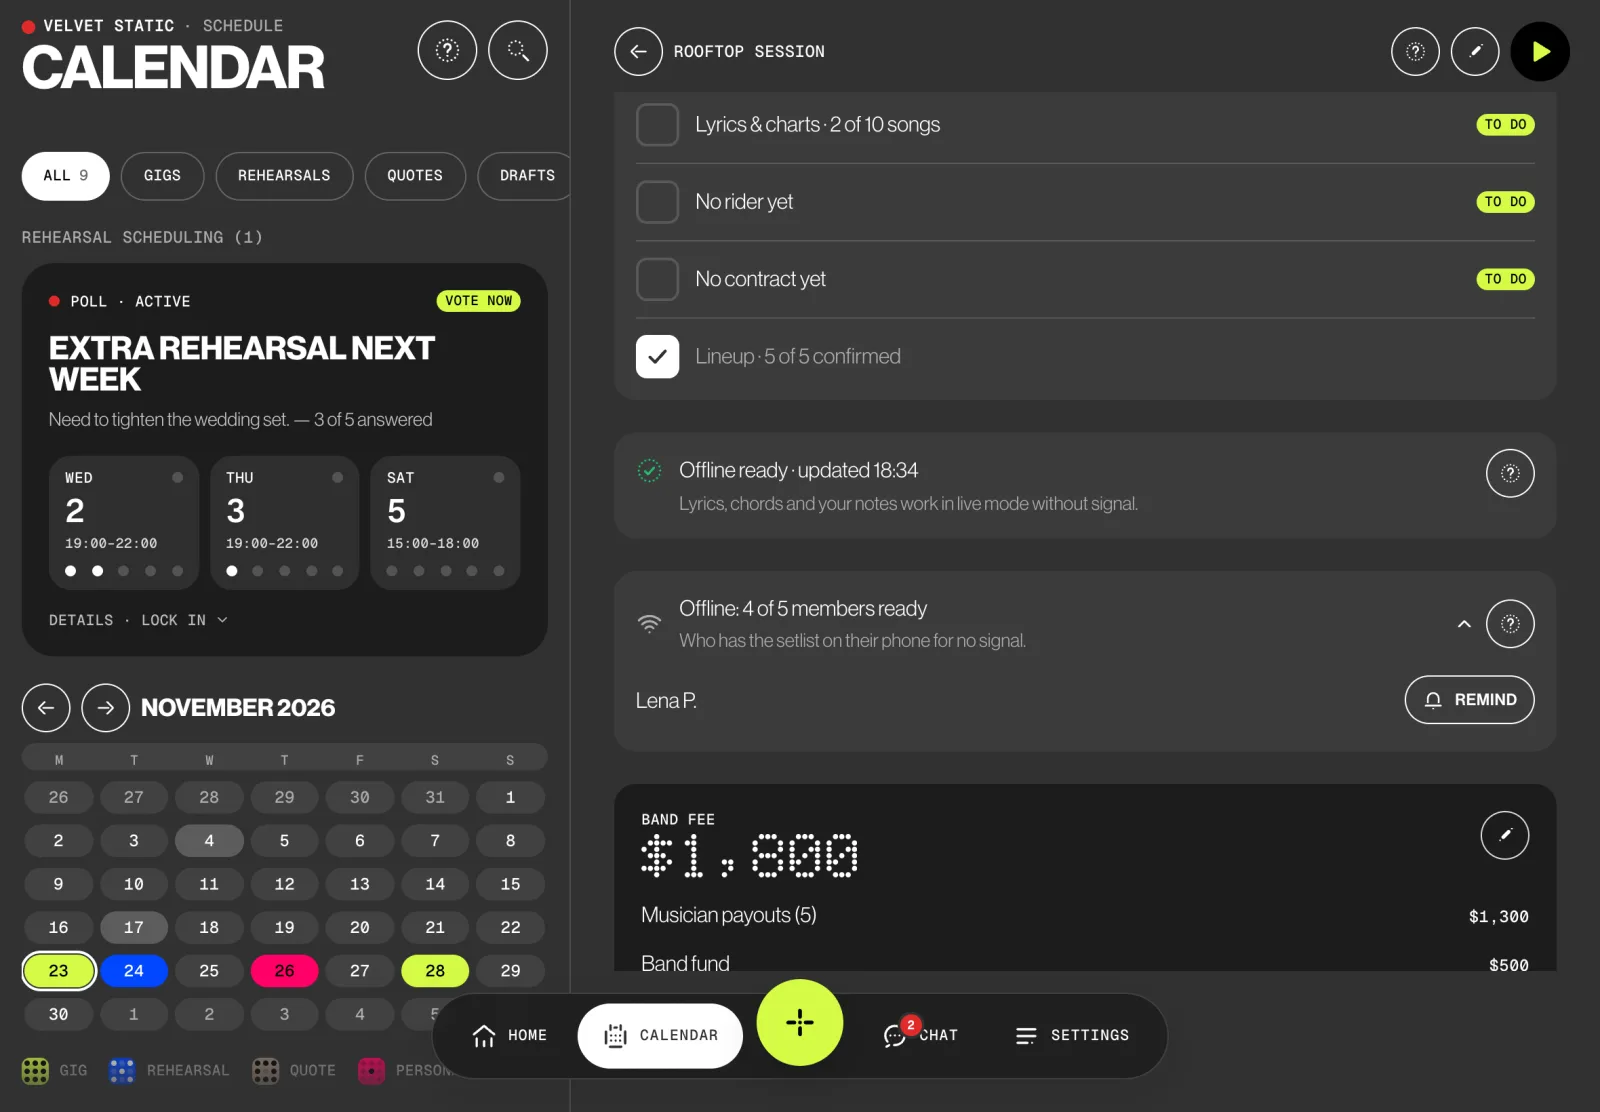 VELVET STATIC · SCHEDULE
CALENDAR
ALL 9
GIGS
REHEARSALS
QUOTES
DRAFTS
REHEARSAL SCHEDULING (1)
POLL · ACTIVE
VOTE NOW
EXTRA REHEARSAL NEXT
WEEK
Need to tighten the wedding set. — 3 of 5 answered
WED
2
19:00–22:00
THU
3
19:00–22:00
SAT
5
15:00–18:00
DETAILS · LOCK IN
NOVEMBER 2026
M T W T F S S
26 27 28 29 30 31 1
2 3 4 5 6 7 8
9 10 11 12 13 14 15
16 17 18 19 20 21 22
23 24 25 26 27 28 29
30 1 2 3 4 5
GIG
REHEARSAL
QUOTE
PERSON
ROOFTOP SESSION
Lyrics & charts · 2 of 10 songs
TO DO
No rider yet
TO DO
No contract yet
TO DO
Lineup · 5 of 5 confirmed
Offline ready · updated 18:34
Lyrics, chords and your notes work in live mode without signal.
Offline: 4 of 5 members ready
Who has the setlist on their phone for no signal.
Lena P.
REMIND
BAND FEE
$1,800
Musician payouts (5)
$1,300
Band fund
$500
HOME
CALENDAR
2
CHAT
SETTINGS